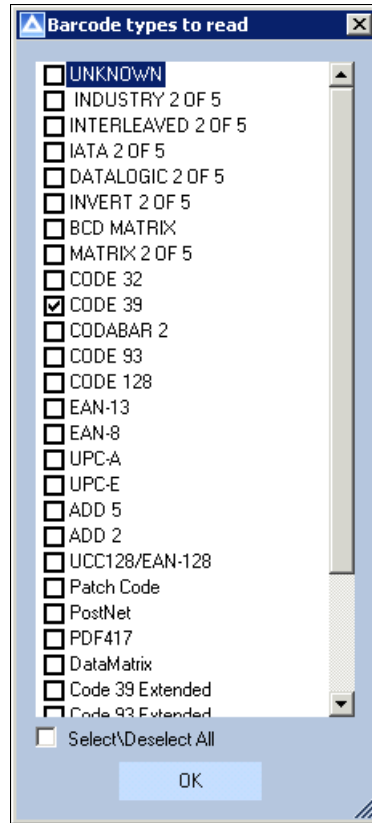 Barcode types to read
UNKNOWN
INDUSTRY 2 OF 5
INTERLEAVED 2 OF 5
IATA 2 OF 5
DATALOGIC 2 OF 5
INVERT 2 OF 5
BCD MATRIX
MATRIX 2 OF 5
CODE 32
CODE 39
CODABAR 2
CODE 93
CODE 128
EAN-13
EAN-8
UPC-A
UPC-E
ADD 5
ADD 2
UCC128/EAN-128
Patch Code
PostNet
PDF417
DataMatrix
Code 39 Extended
Code 93 Extended
Select\Deselect All
OK